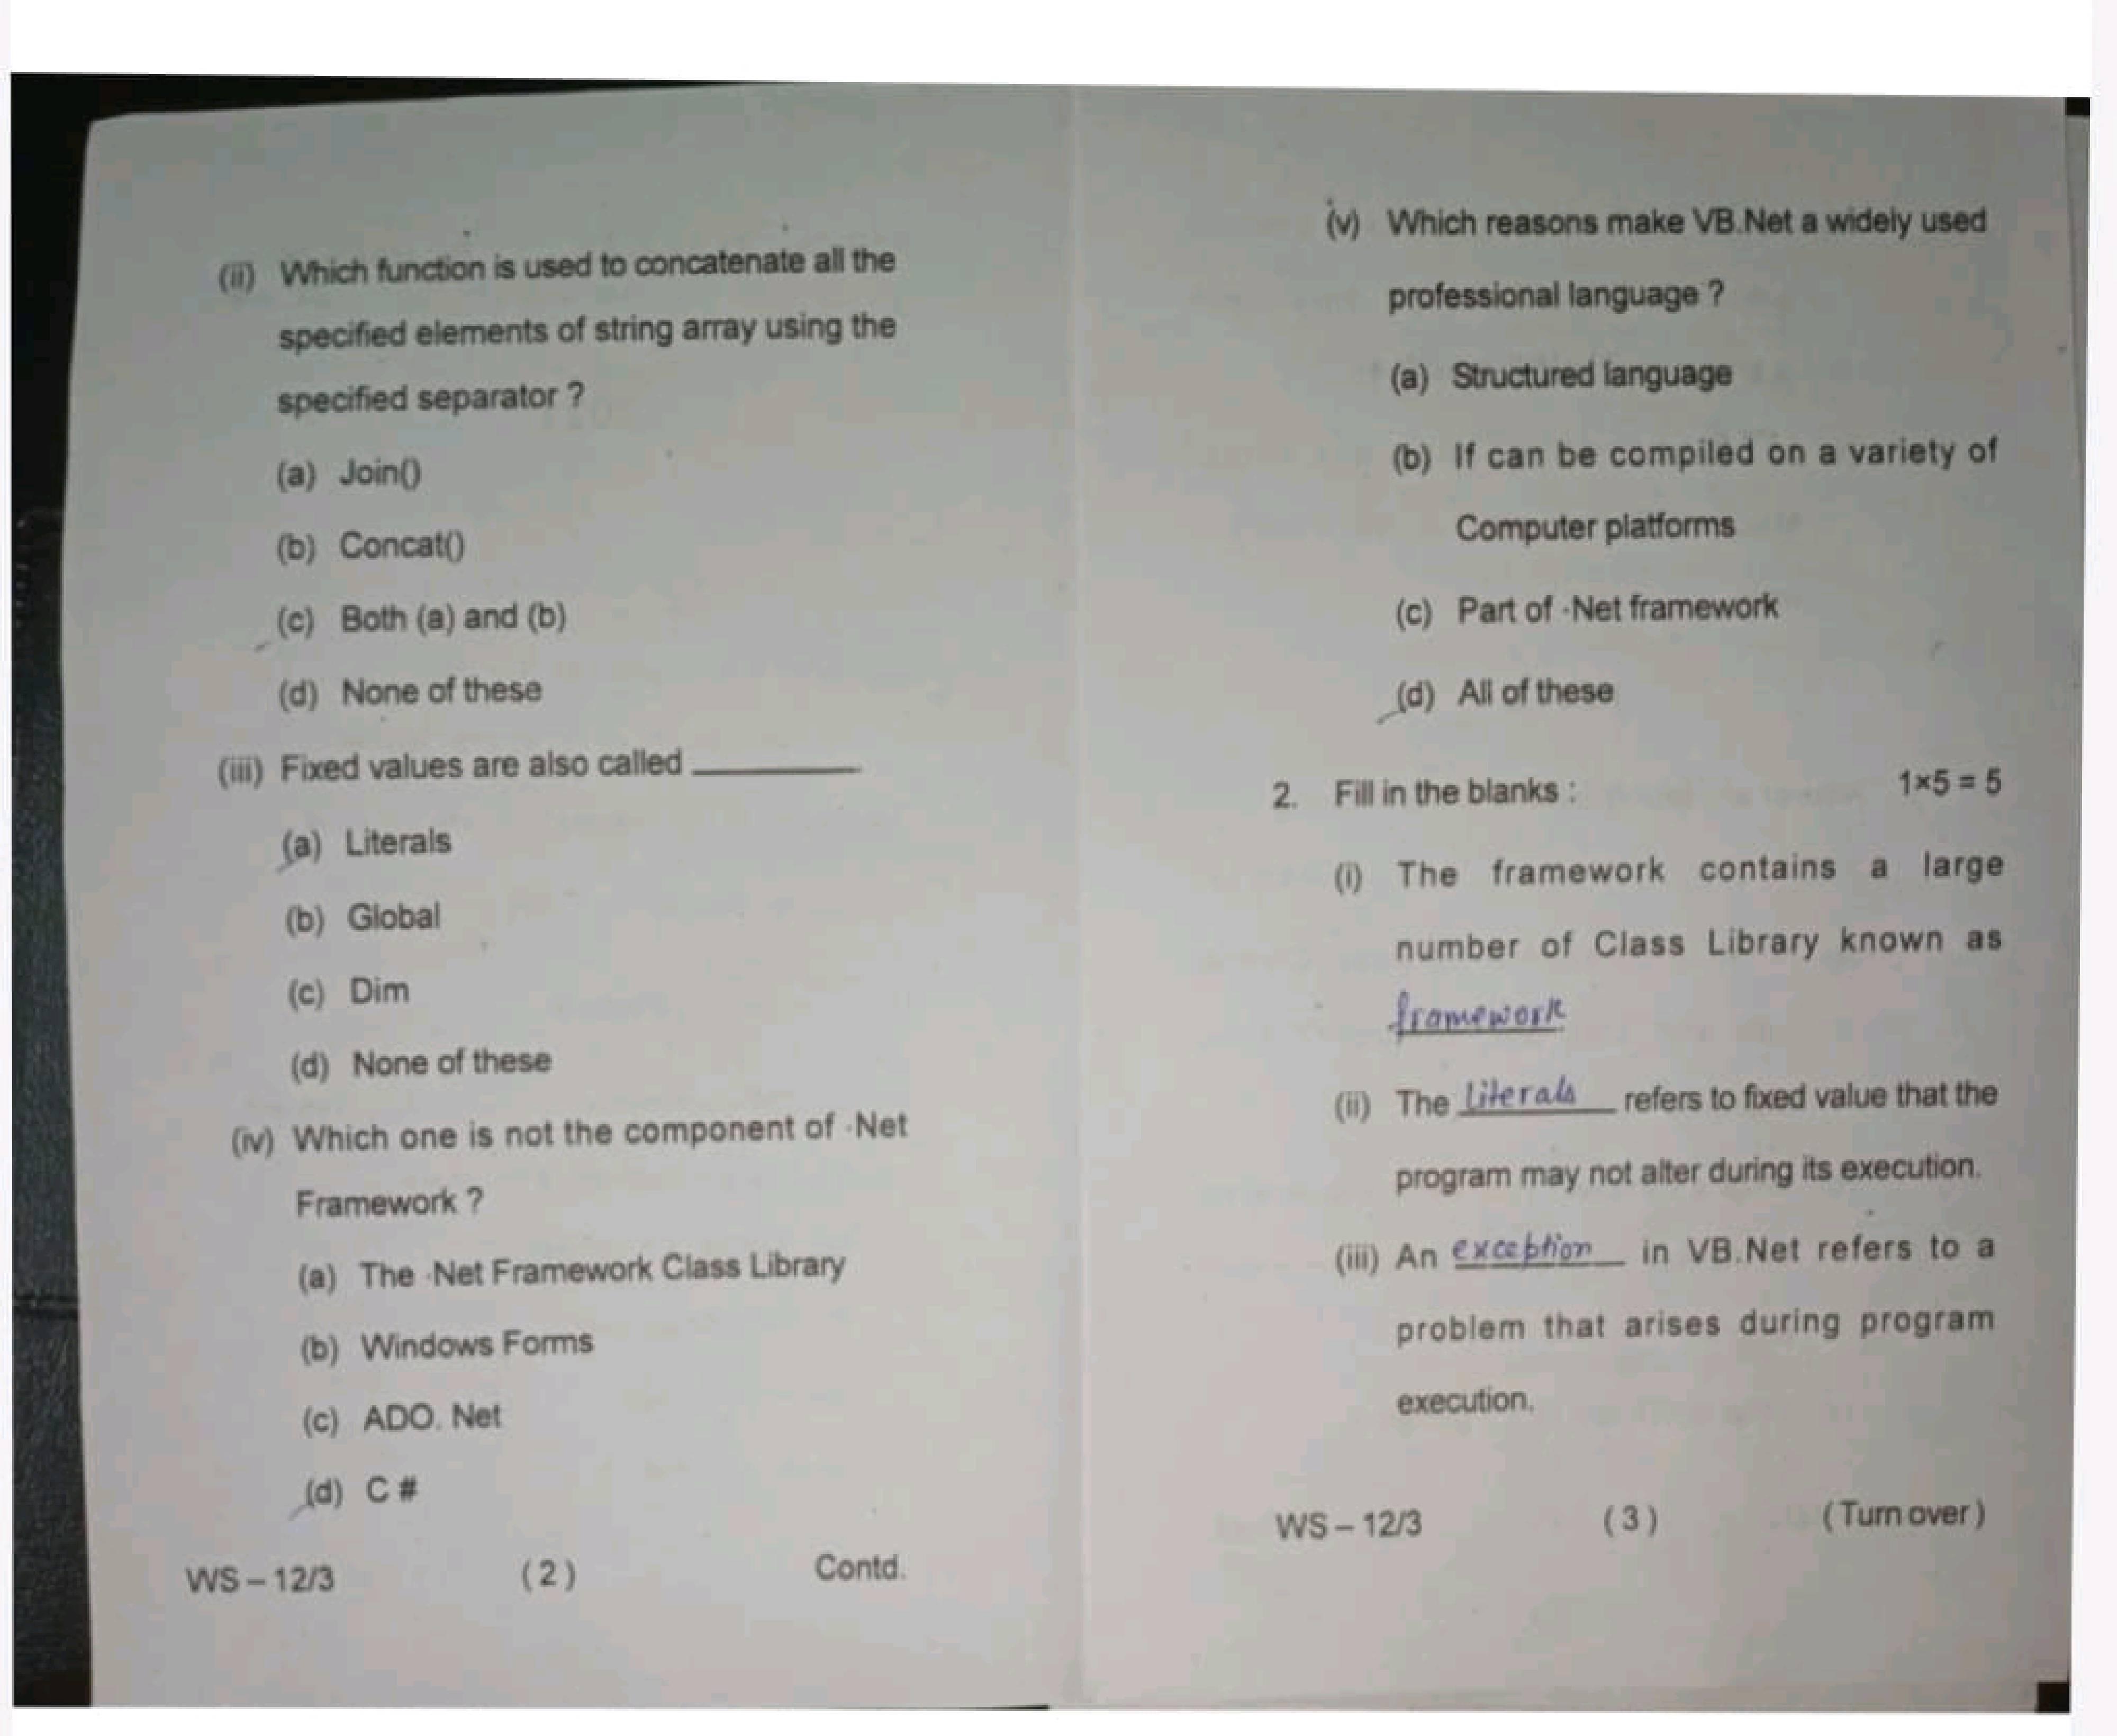 (ii) Which function is used to concatenate all the
specified elements of string array using the
specified separator ?
(a) Join()
(b) Concat()
(c) Both (a) and (b)
(d) None of these
(iii) Fixed values are also called ________
(a) Literals
(b) Global
(c) Dim
(d) None of these
(iv) Which one is not the component of ·Net
Framework ?
(a) The ·Net Framework Class Library
(b) Windows Forms
(c) ADO. Net
(d) C #
WS – 12/3 (2) Contd.
(v) Which reasons make VB.Net a widely used
professional language ?
(a) Structured language
(b) If can be compiled on a variety of
Computer platforms
(c) Part of ·Net framework
(d) All of these
2. Fill in the blanks : 1×5 = 5
(i) The framework contains a large
number of Class Library known as
framework
(ii) The Literals refers to fixed value that the
program may not alter during its execution.
(iii) An exception in VB.Net refers to a
problem that arises during program
execution.
WS – 12/3 (3) (Turn over)